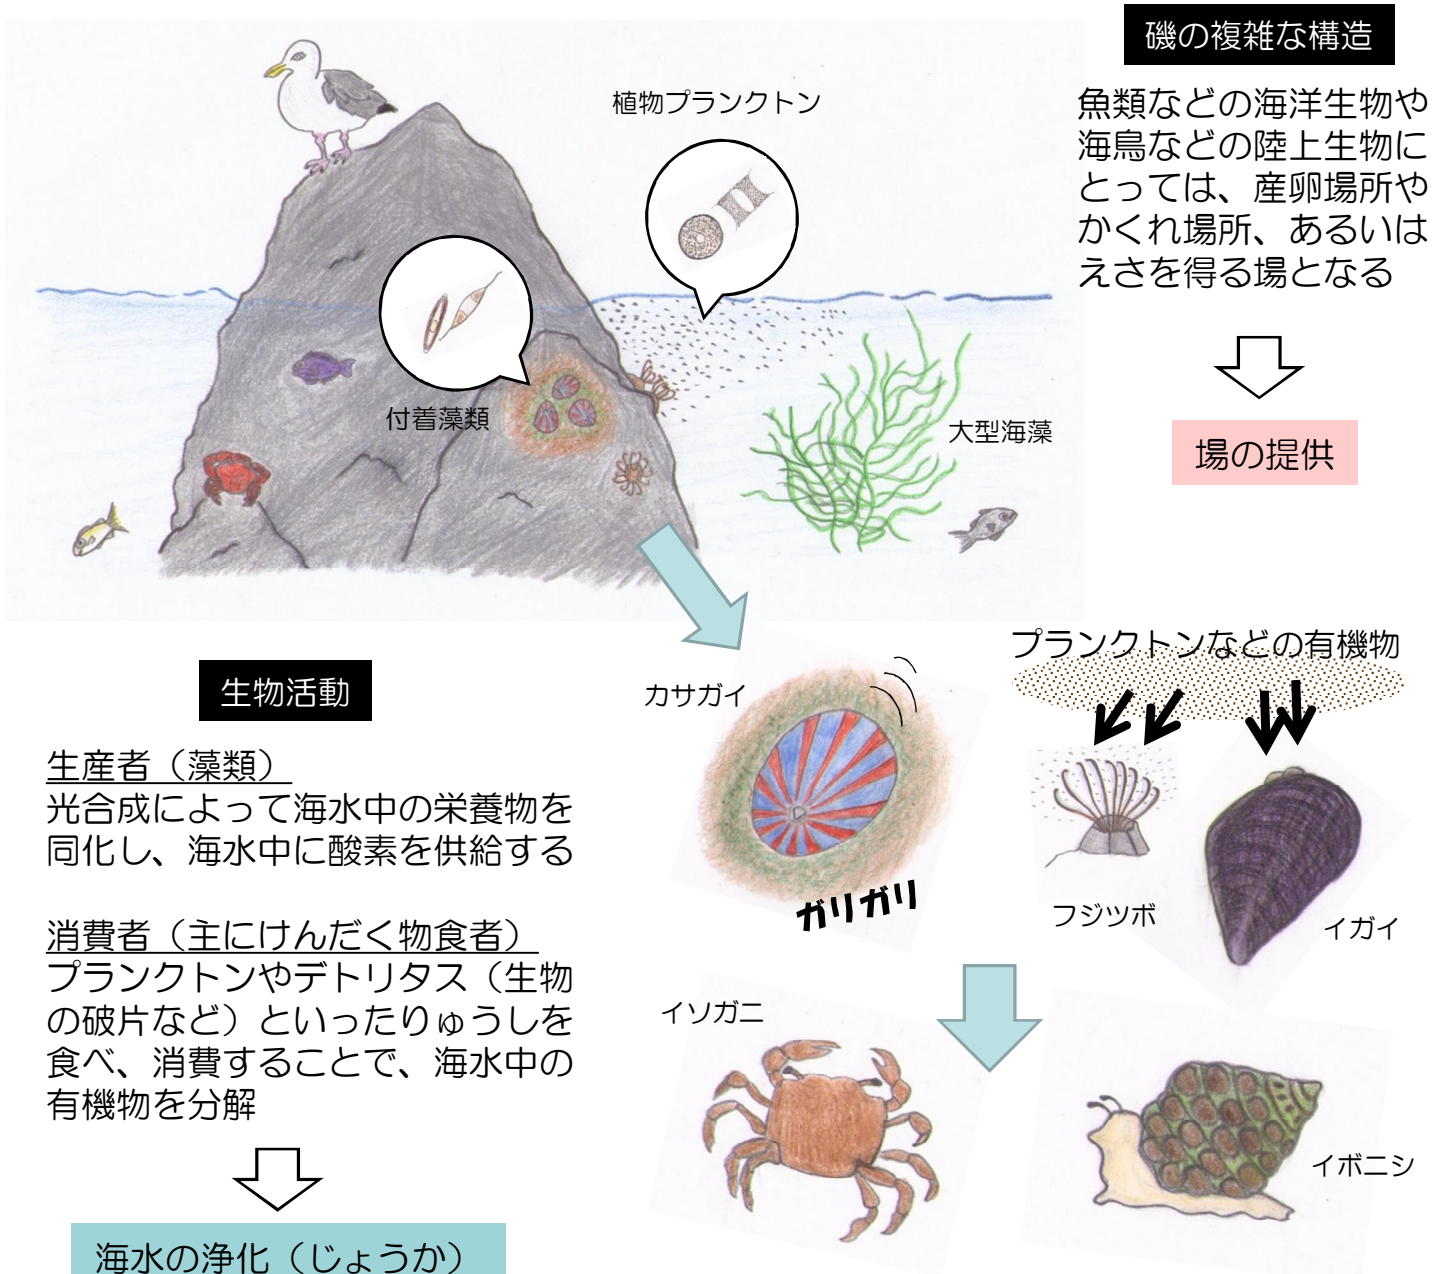 磯の複雑な構造
魚類などの海洋生物や
海鳥などの陸上生物に
とっては、産卵場所や
かくれ場所、あるいは
えさを得る場となる
場の提供
植物プランクトン
付着藻類
大型海藻
生物活動
生産者（藻類）
光合成によって海水中の栄養物を
同化し、海水中に酸素を供給する
消費者（主にけんだく物食者）
プランクトンやデトリタス（生物
の破片など）といったりゅうしを
食べ、消費することで、海水中の
有機物を分解
海水の浄化（じょうか）
カサガイ
ガリガリ
プランクトンなどの有機物
フジツボ
イガイ
イソガニ
イボニシ